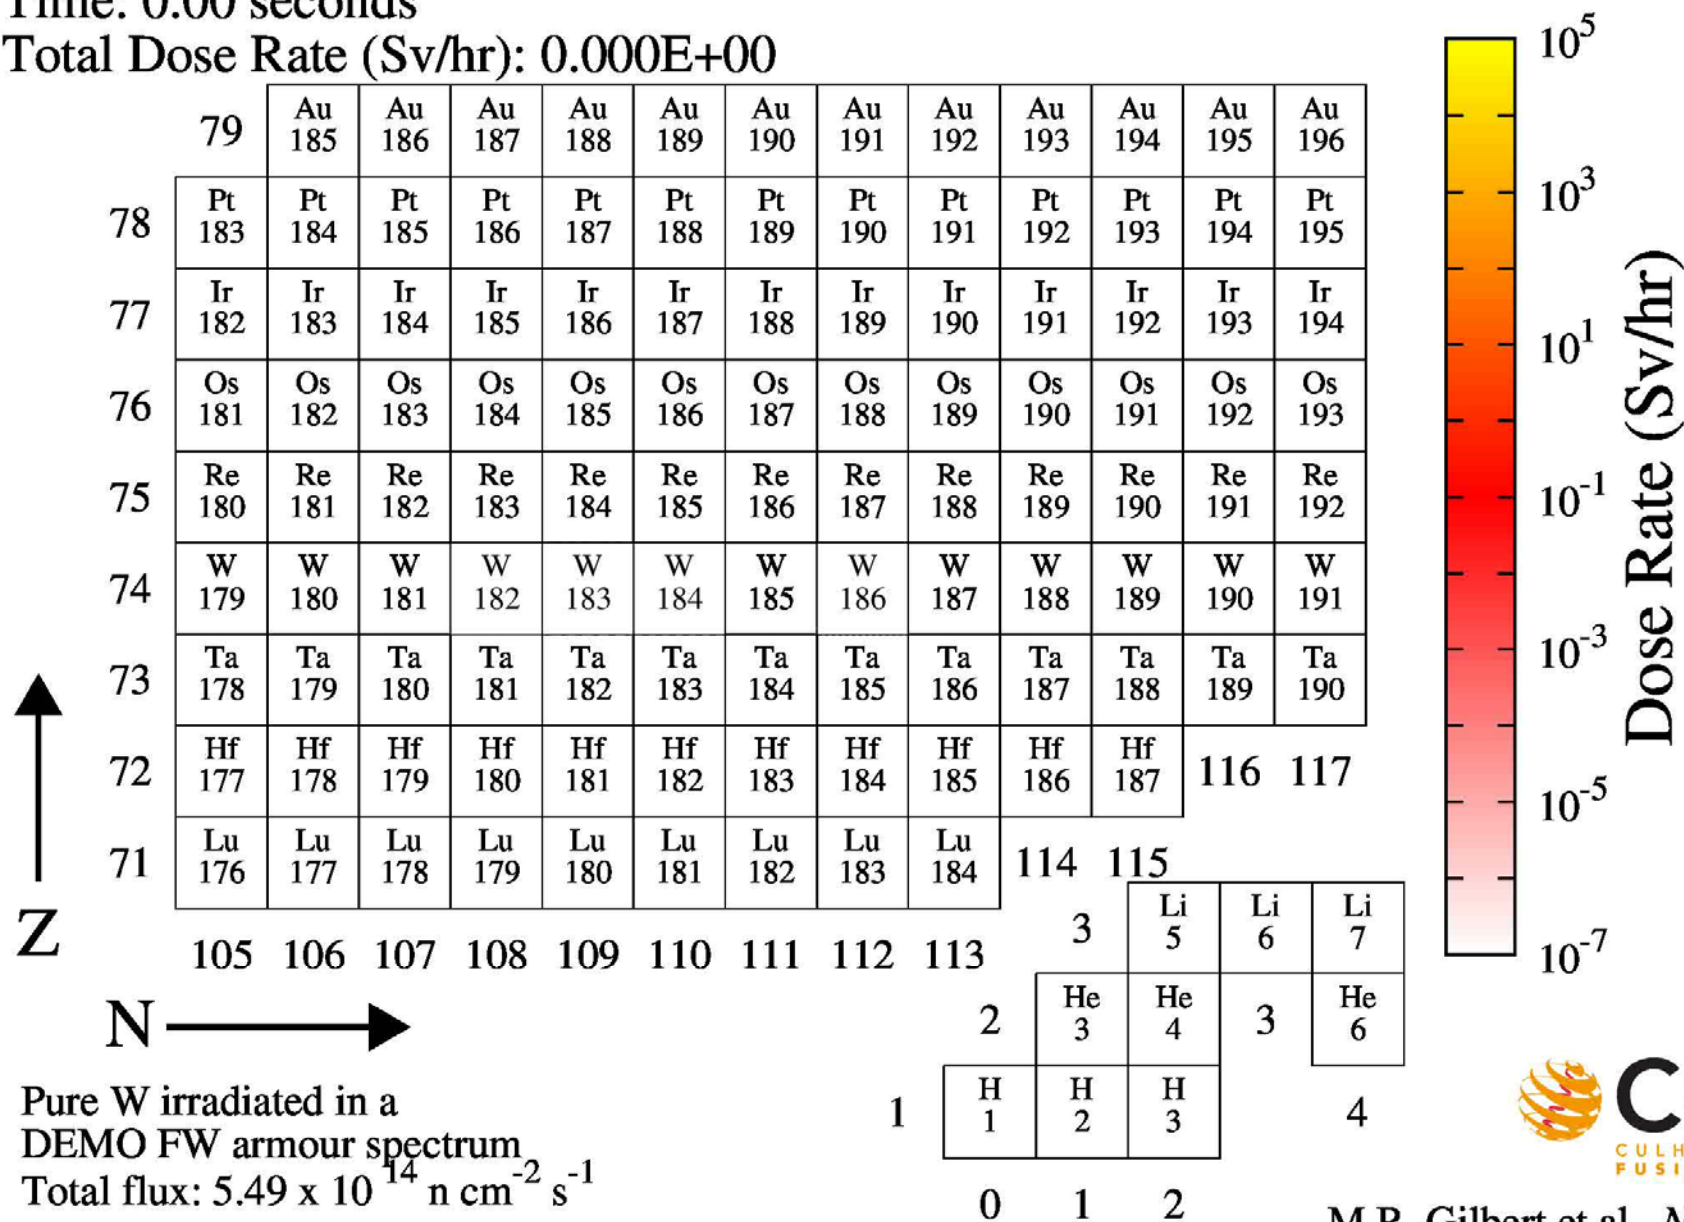 Time: 0.00 seconds
Total Dose Rate (Sv/hr): 0.000E+00
79 Au 185 Au 186 Au 187 Au 188 Au 189 Au 190 Au 191 Au 192 Au 193 Au 194 Au 195 Au 196
78 Pt 183 Pt 184 Pt 185 Pt 186 Pt 187 Pt 188 Pt 189 Pt 190 Pt 191 Pt 192 Pt 193 Pt 194 Pt 195
77 Ir 182 Ir 183 Ir 184 Ir 185 Ir 186 Ir 187 Ir 188 Ir 189 Ir 190 Ir 191 Ir 192 Ir 193 Ir 194
76 Os 181 Os 182 Os 183 Os 184 Os 185 Os 186 Os 187 Os 188 Os 189 Os 190 Os 191 Os 192 Os 193
75 Re 180 Re 181 Re 182 Re 183 Re 184 Re 185 Re 186 Re 187 Re 188 Re 189 Re 190 Re 191 Re 192
74 W 179 W 180 W 181 W 182 W 183 W 184 W 185 W 186 W 187 W 188 W 189 W 190 W 191
73 Ta 178 Ta 179 Ta 180 Ta 181 Ta 182 Ta 183 Ta 184 Ta 185 Ta 186 Ta 187 Ta 188 Ta 189 Ta 190
72 Hf 177 Hf 178 Hf 179 Hf 180 Hf 181 Hf 182 Hf 183 Hf 184 Hf 185 Hf 186 Hf 187 116 117
71 Lu 176 Lu 177 Lu 178 Lu 179 Lu 180 Lu 181 Lu 182 Lu 183 Lu 184 114 115
105 106 107 108 109 110 111 112 113
Z
N
3 Li 5 Li 6 Li 7
2 He 3 He 4 3 He 6
1 H 1 H 2 H 3 4
0 1 2
Pure W irradiated in a
DEMO FW armour spectrum
Total flux: 5.49 x 10^14 n cm^-2 s^-1
10^5
10^3
10^1
10^-1
10^-3
10^-5
10^-7
Dose Rate (Sv/hr)
C
CULH
FUSI
M.R. Gilbert et al.,